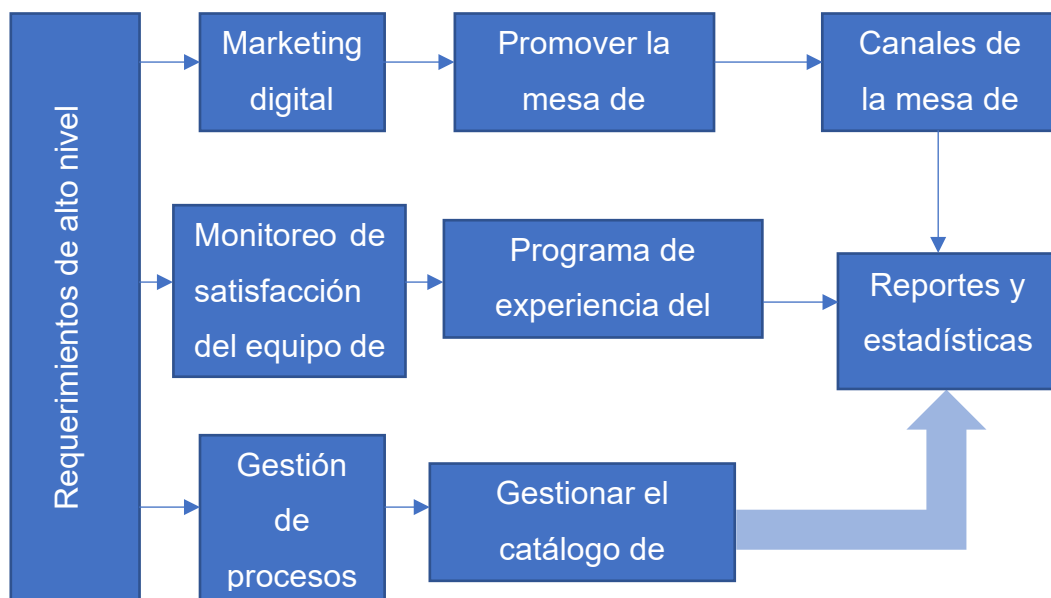 Requerimientos de alto nivel
Marketing
digital
Promover la
mesa de
Canales de
la mesa de
Monitoreo de
satisfacción
del equipo de
Programa de
experiencia del
Reportes y
estadísticas
Gestión
de
procesos
Gestionar el
catálogo de